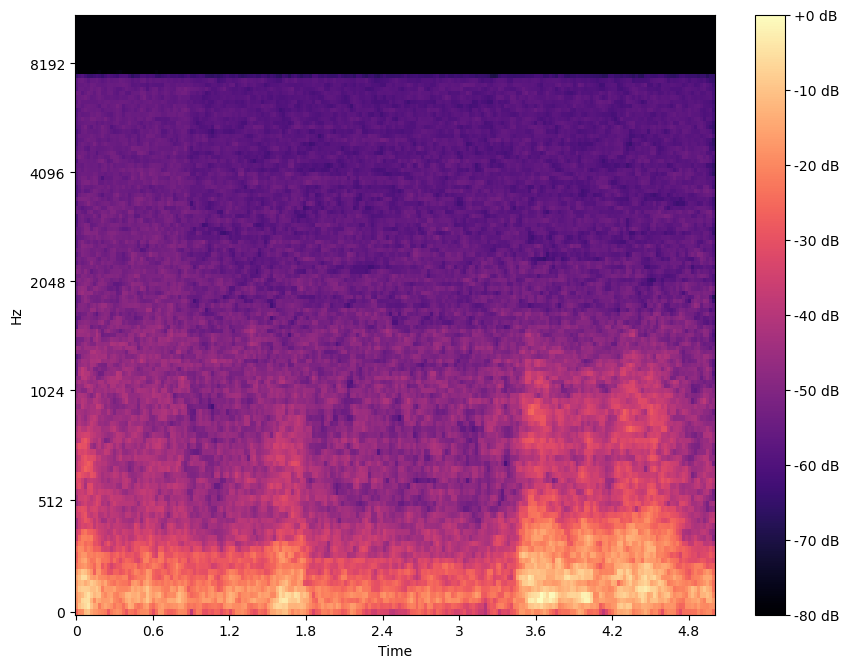 +0 dB
8192
-10 dB
4096
-20 dB
-30 dB
2048
Hz
-40 dB
1024
-50 dB
-60 dB
512
-70 dB
0
-80 dB
0 0.6 1.2 1.8 2.4 3 3.6 4.2 4.8
Time